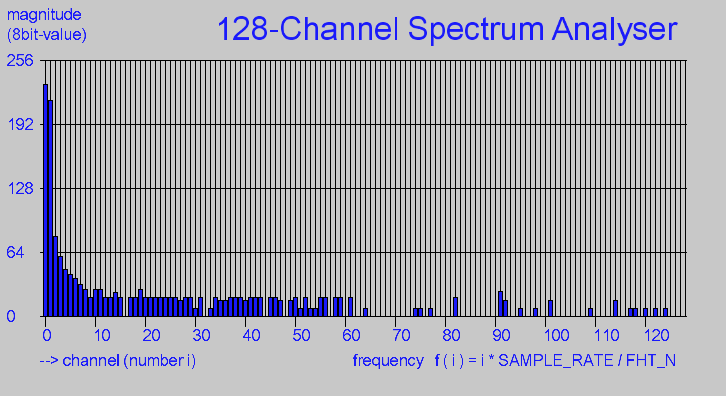 magnitude
(8bit-value)
128-Channel Spectrum Analyser
256
192
128
64
0
0 10 20 30 40 50 60 70 80 90 100 110 120
--> channel (number i)
frequency f ( i ) = i * SAMPLE_RATE / FHT_N